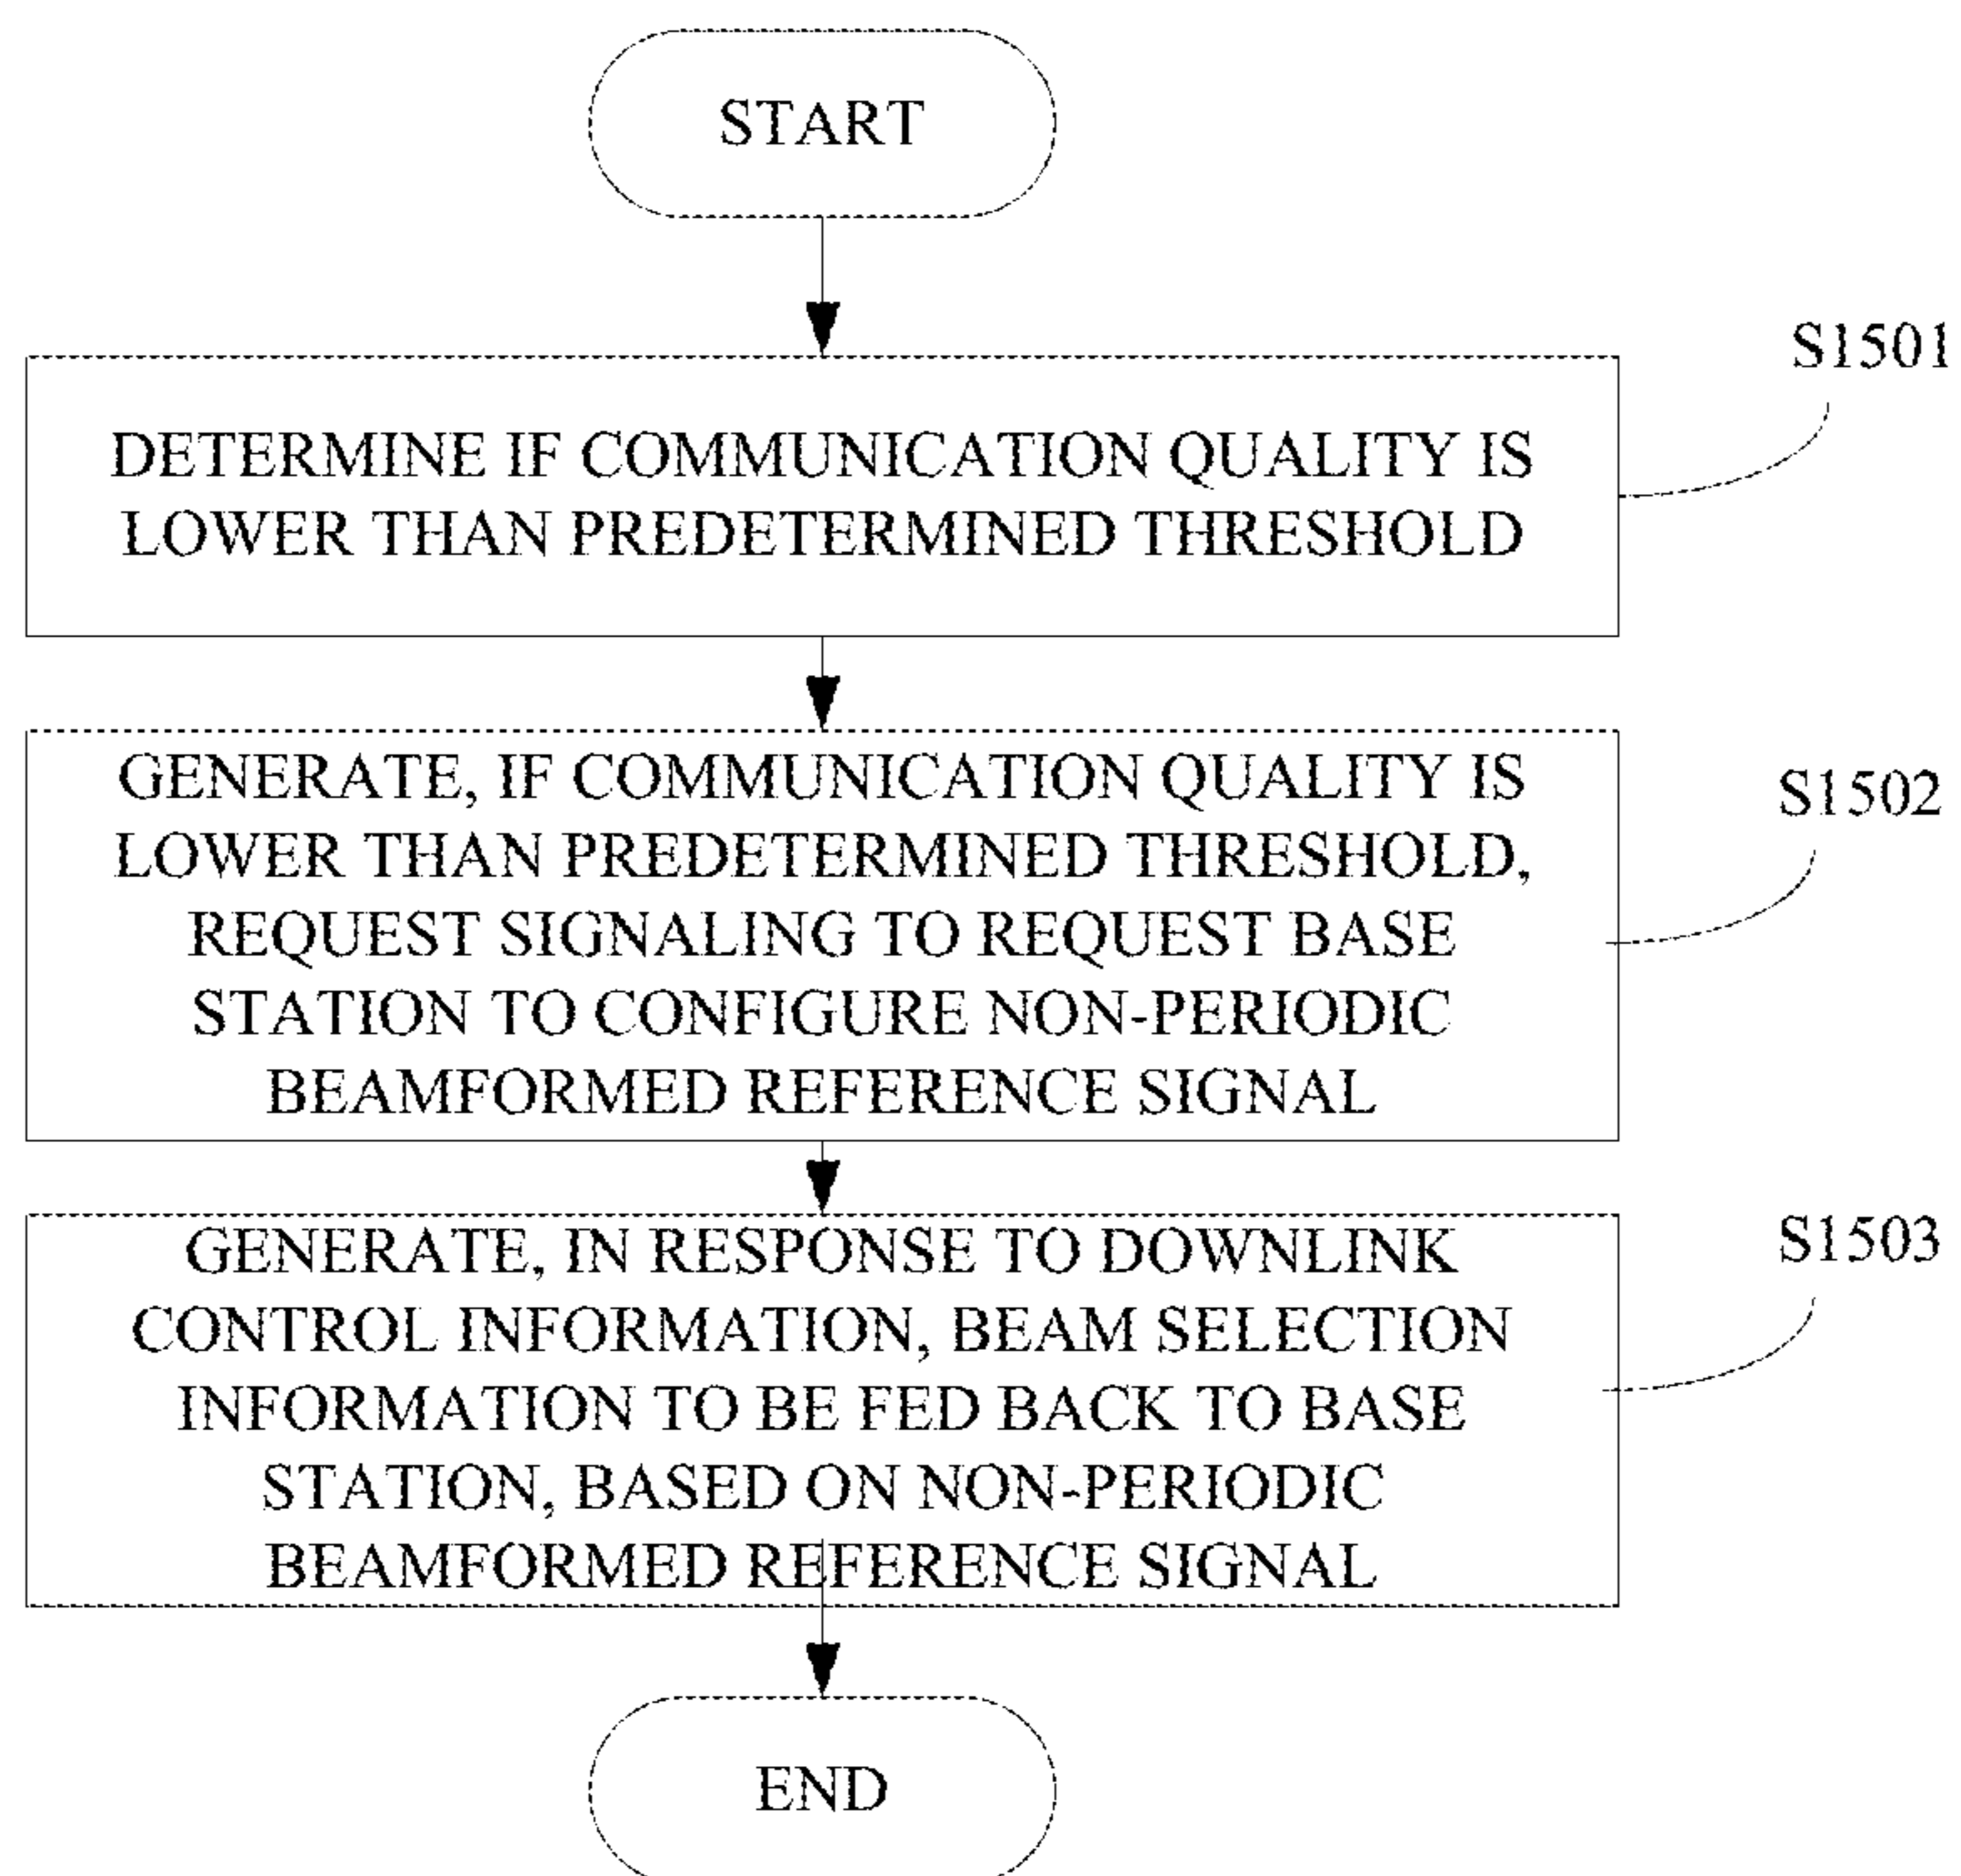 START
S1501
DETERMINE IF COMMUNICATION QUALITY IS
LOWER THAN PREDETERMINED THRESHOLD
GENERATE, IF COMMUNICATION QUALITY IS
S1502
LOWER THAN PREDETERMINED THRESHOLD,
REQUEST SIGNALING TO REQUEST BASE
STATION TO CONFIGURE NON-PERIODIC
BEAMFORMED REFERENCE SIGNAL
GENERATE, IN RESPONSE TO DOWNLINK
S1503
CONTROL INFORMATION, BEAM SELECTION
INFORMATION TO BE FED BACK TO BASE
STATION, BASED ON NON-PERIODIC
BEAMFORMED REFERENCE SIGNAL
END